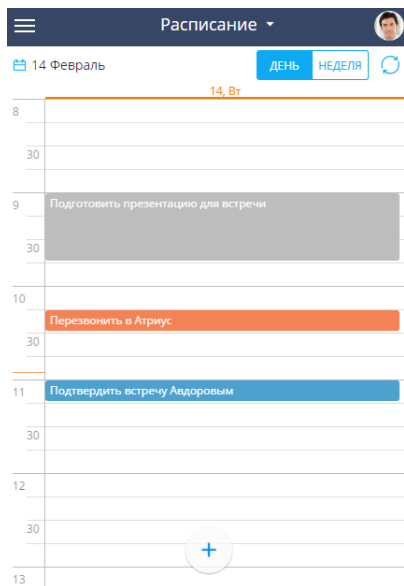 Расписание
14 Февраль
ДЕНЬ НЕДЕЛЯ
14, Вт
8
30
9 Подготовить презентацию для встречи
30
10
Перезвонить в Атриус
30
11 Подтвердить встречу Авдоровым
30
12
30
+
13